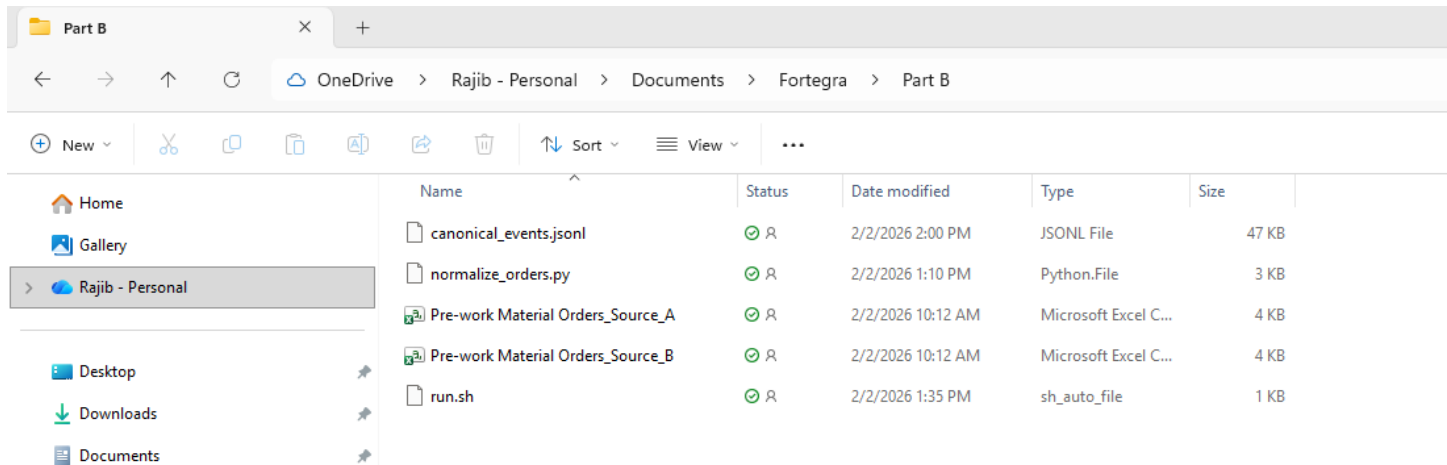 Part B
OneDrive > Rajib - Personal > Documents > Fortegra > Part B
New Sort View ...
Home
Gallery
Rajib - Personal
Desktop
Downloads
Documents
Name Status Date modified Type Size
canonical_events.jsonl 2/2/2026 2:00 PM JSONL File 47 KB
normalize_orders.py 2/2/2026 1:10 PM Python.File 3 KB
Pre-work Material Orders_Source_A 2/2/2026 10:12 AM Microsoft Excel C... 4 KB
Pre-work Material Orders_Source_B 2/2/2026 10:12 AM Microsoft Excel C... 4 KB
run.sh 2/2/2026 1:35 PM sh_auto_file 1 KB